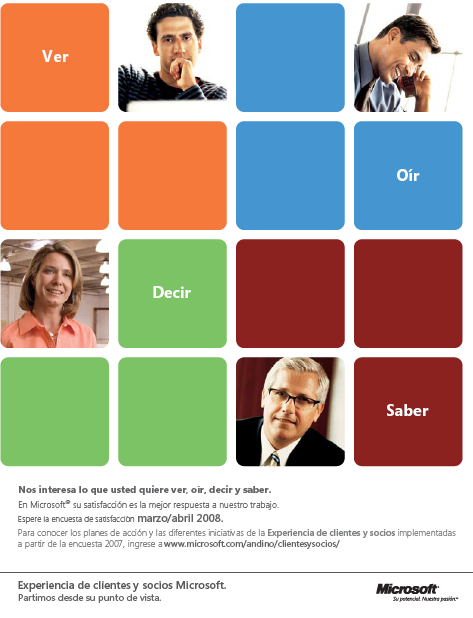 Ver
Oír
Decir
Saber
Nos interesa lo que usted quiere ver, oir, decir y saber.
En Microsoft® su satisfacción es la mejor respuesta a nuestro trabajo.
Espere la encuesta de satisfacción marzo/abril 2008.
Para conocer los planes de acción y las diferentes iniciativas de la Experiencia de clientes y socios implementadas
a partir de la encuesta 2007, ingrese a www.microsoft.com/andino/clientesysocios/
Experiencia de clientes y socios Microsoft.
Partimos desde su punto de vista.
Microsoft®
Su potencial. Nuestra pasión.™